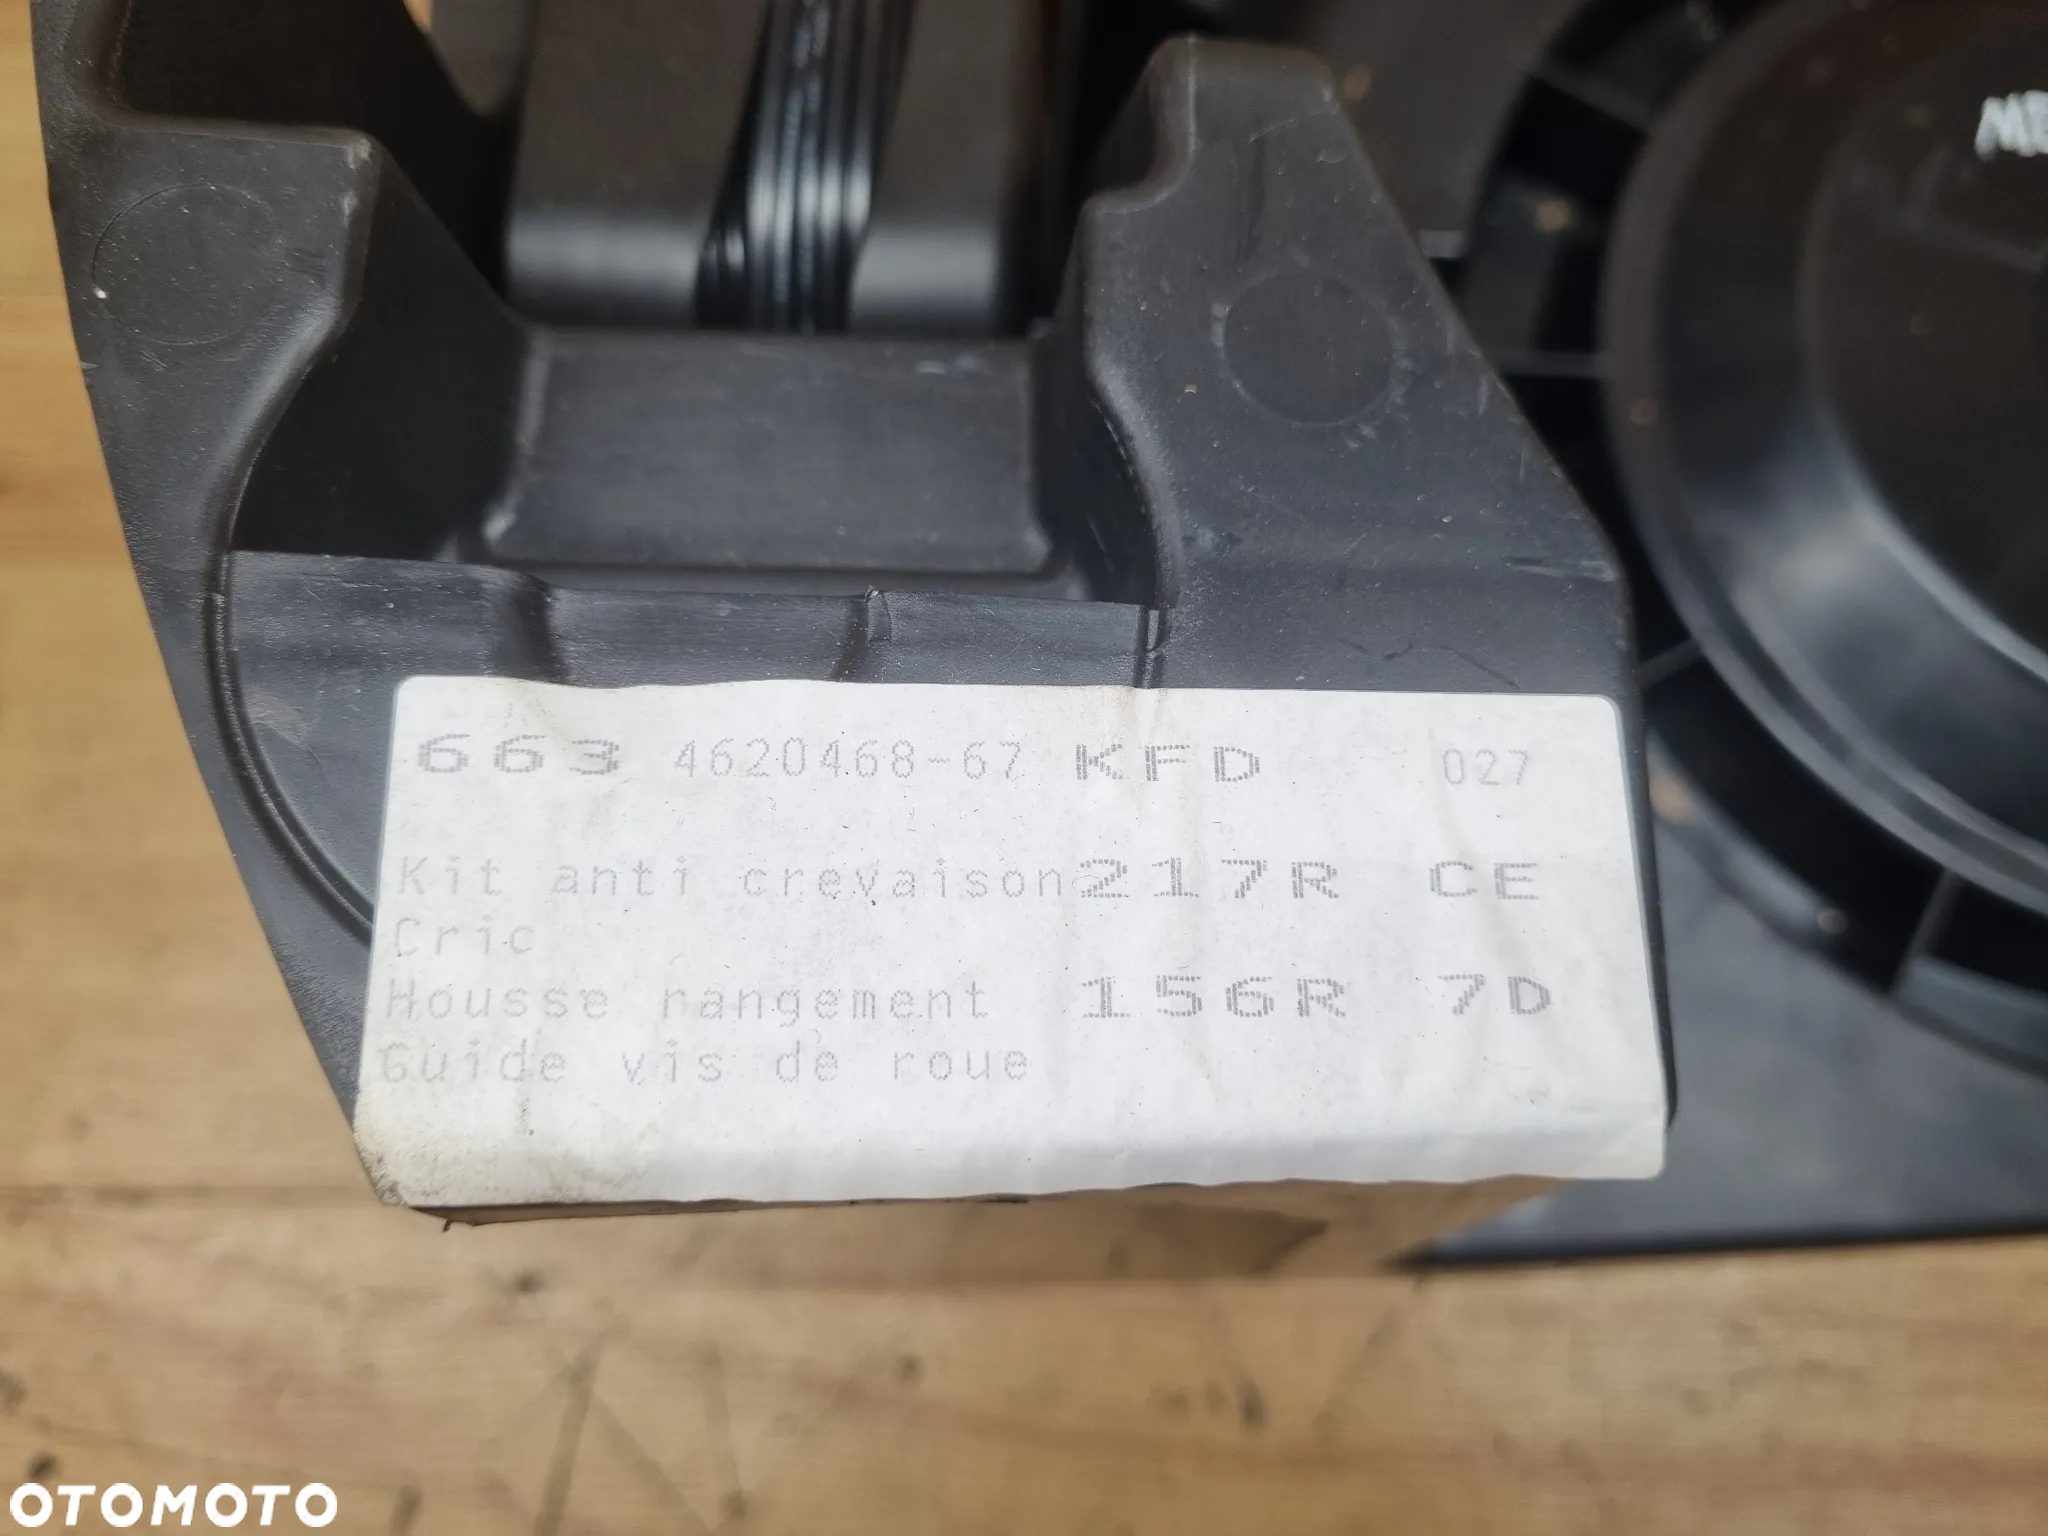 663 4620468-67 KFD 027
Kit anti crevaison 217R CE
Cric
Housse rangement 156R 7D
Guide vis de roue
OTOMOTO